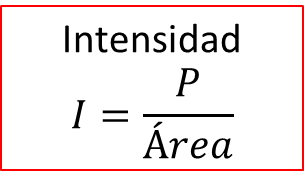 Intensidad
I = P / Área